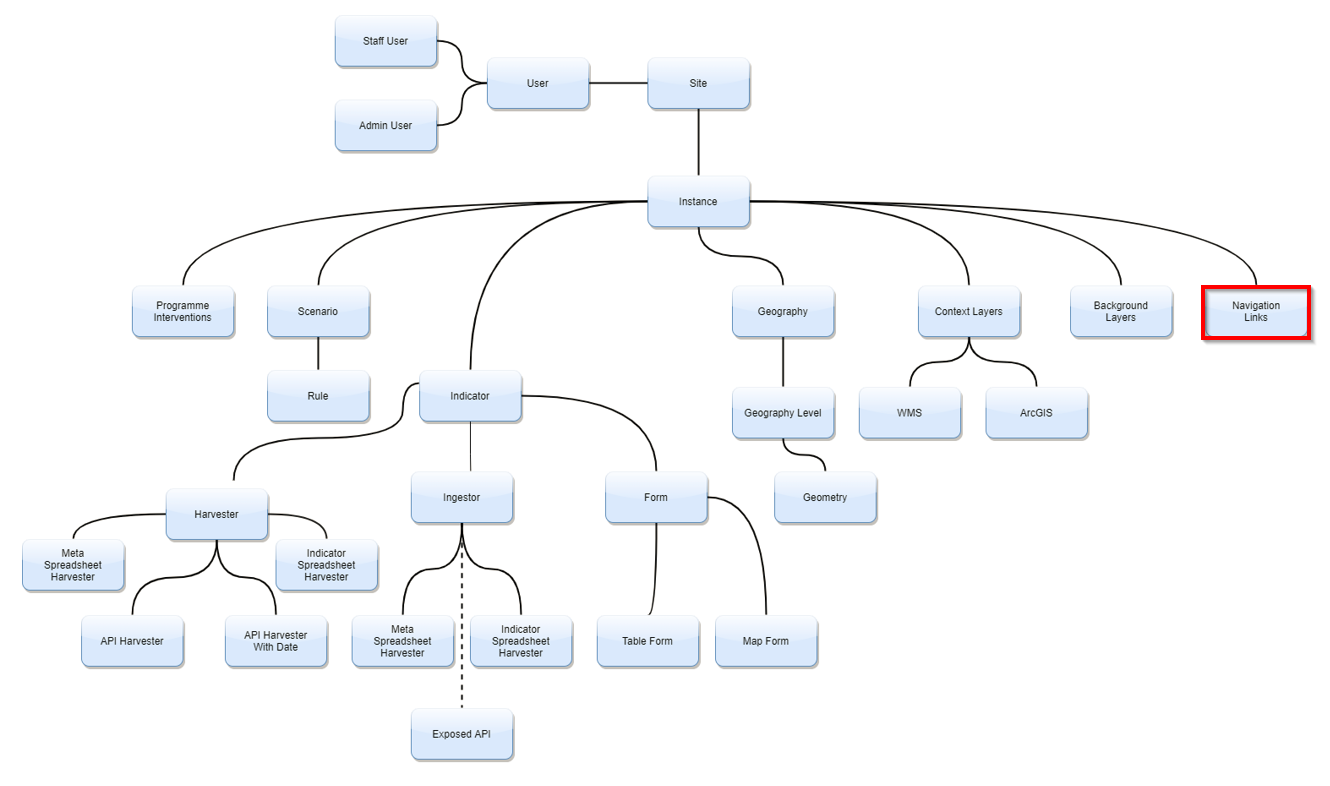 Staff User
User
Site
Admin User
Instance
Programme
Interventions
Scenario
Geography
Context Layers
Background
Layers
Navigation
Links
Rule
Indicator
Geography Level
WMS
ArcGIS
Harvester
Ingestor
Form
Geometry
Meta
Spreadsheet
Harvester
Indicator
Spreadsheet
Harvester
API Harvester
API Harvester
With Date
Meta
Spreadsheet
Harvester
Indicator
Spreadsheet
Harvester
Table Form
Map Form
Exposed API